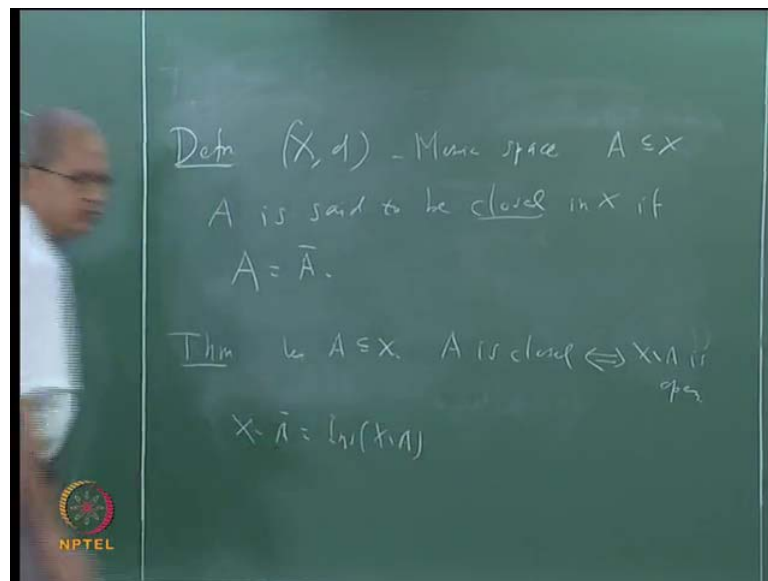 Defn (X, d) - Metric space A ⊆ X
A is said to be closed in X if
A = Ā.
Thm Let A ⊆ X. A is closed ⇔ X∖A is
open
X∖Ā = Int(X∖A)
NPTEL